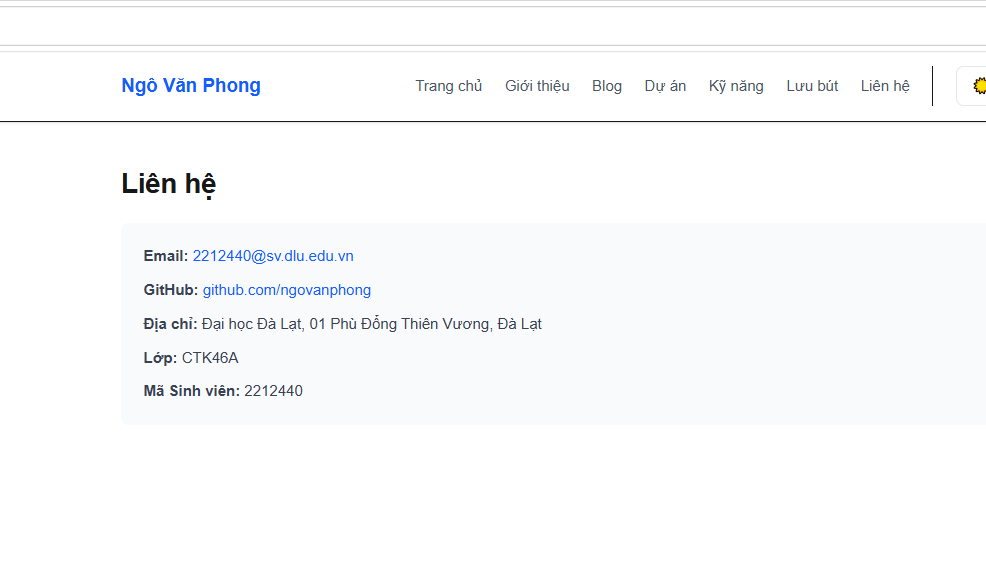 Ngô Văn Phong
Trang chủ Giới thiệu Blog Dự án Kỹ năng Lưu bút Liên hệ
Liên hệ
Email: 2212440@sv.dlu.edu.vn
GitHub: github.com/ngovanphong
Địa chỉ: Đại học Đà Lạt, 01 Phù Đổng Thiên Vương, Đà Lạt
Lớp: CTK46A
Mã Sinh viên: 2212440